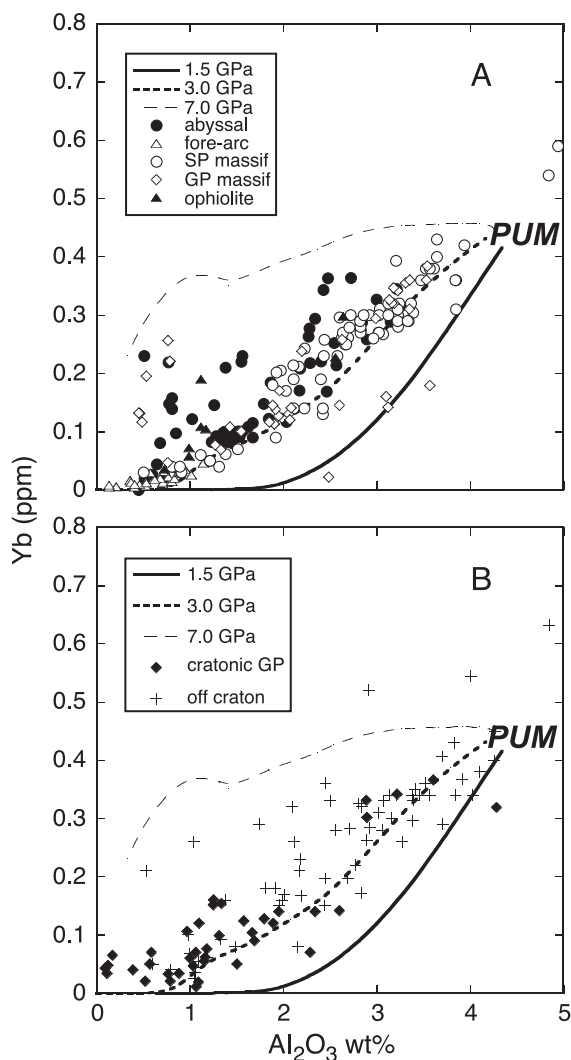 0.8
A
1.5 GPa
0.7
3.0 GPa
7.0 GPa
abyssal
0.6
fore-arc
SP massif
GP massif
0.5
ophiolite
PUM
0.4
0.3
0.2
0.1
0
Yb (ppm)
0.8
B
1.5 GPa
0.7
3.0 GPa
0.6
7.0 GPa
cratonic GP
0.5
off craton
PUM
0.4
0.3
0.2
0.1
0
0 1 2 3 4 5
Al2O3 wt%